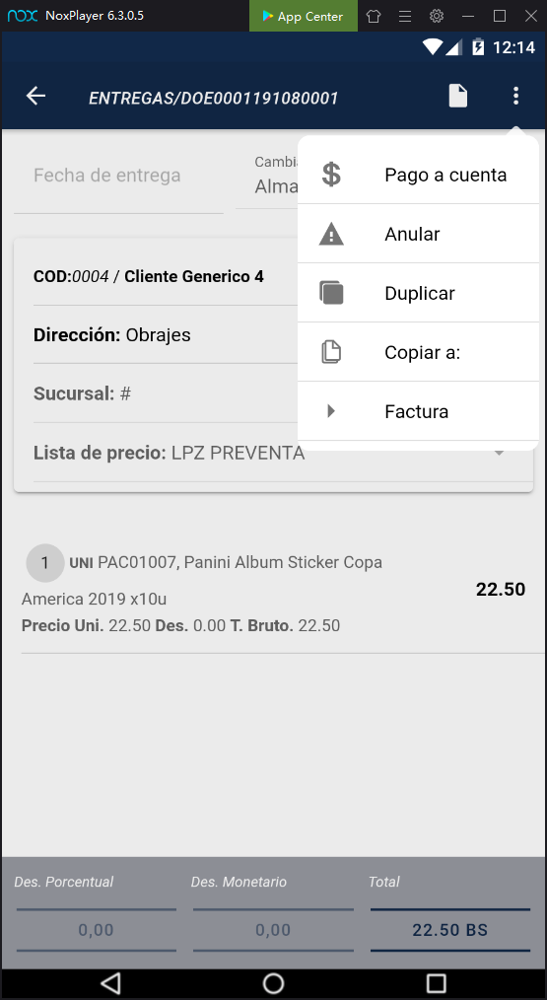 nox NoxPlayer 6.3.0.5 App Center
12:14
ENTREGAS/DOE0001191080001
Fecha de entrega
Cambi
Alma
Pago a cuenta
Anular
Duplicar
Copiar a:
Factura
COD:0004 / Cliente Generico 4
Dirección: Obrajes
Sucursal: #
Lista de precio: LPZ PREVENTA
1 UNI PAC01007, Panini Album Sticker Copa
America 2019 x10u
22.50
Precio Uni. 22.50 Des. 0.00 T. Bruto. 22.50
Des. Porcentual Des. Monetario Total
0,00 0,00 22.50 BS